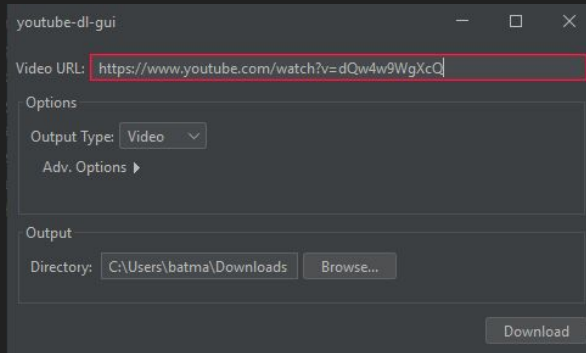 youtube-dl-gui
Video URL: https://www.youtube.com/watch?v=dQw4w9WgXcQ
Options
Output Type: Video
Adv. Options
Output
Directory: C:\Users\batma\Downloads Browse...
Download